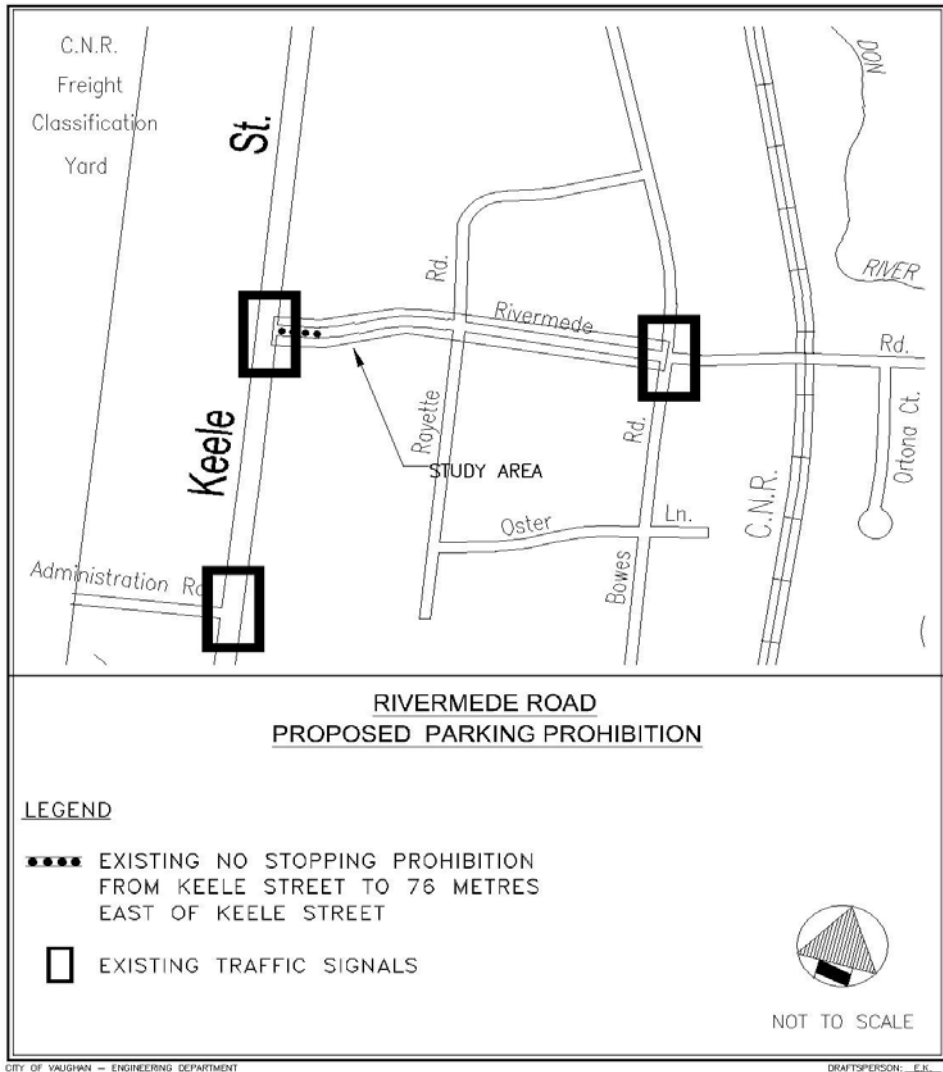 C.N.R.
Freight
Classification
Yard
St.
DON
RIVER
Rd.
Rivermede
Rd.
Keele
Rayette
STUDY AREA
Rd.
Ortona Ct.
C.N.R.
Oster
Ln.
Bowes
Administration Rd
RIVERMEDE ROAD
PROPOSED PARKING PROHIBITION
LEGEND
EXISTING NO STOPPING PROHIBITION
FROM KEELE STREET TO 76 METRES
EAST OF KEELE STREET
EXISTING TRAFFIC SIGNALS
NOT TO SCALE
CITY OF VAUGHAN – ENGINEERING DEPARTMENT
DRAFTSPERSON: E.K.